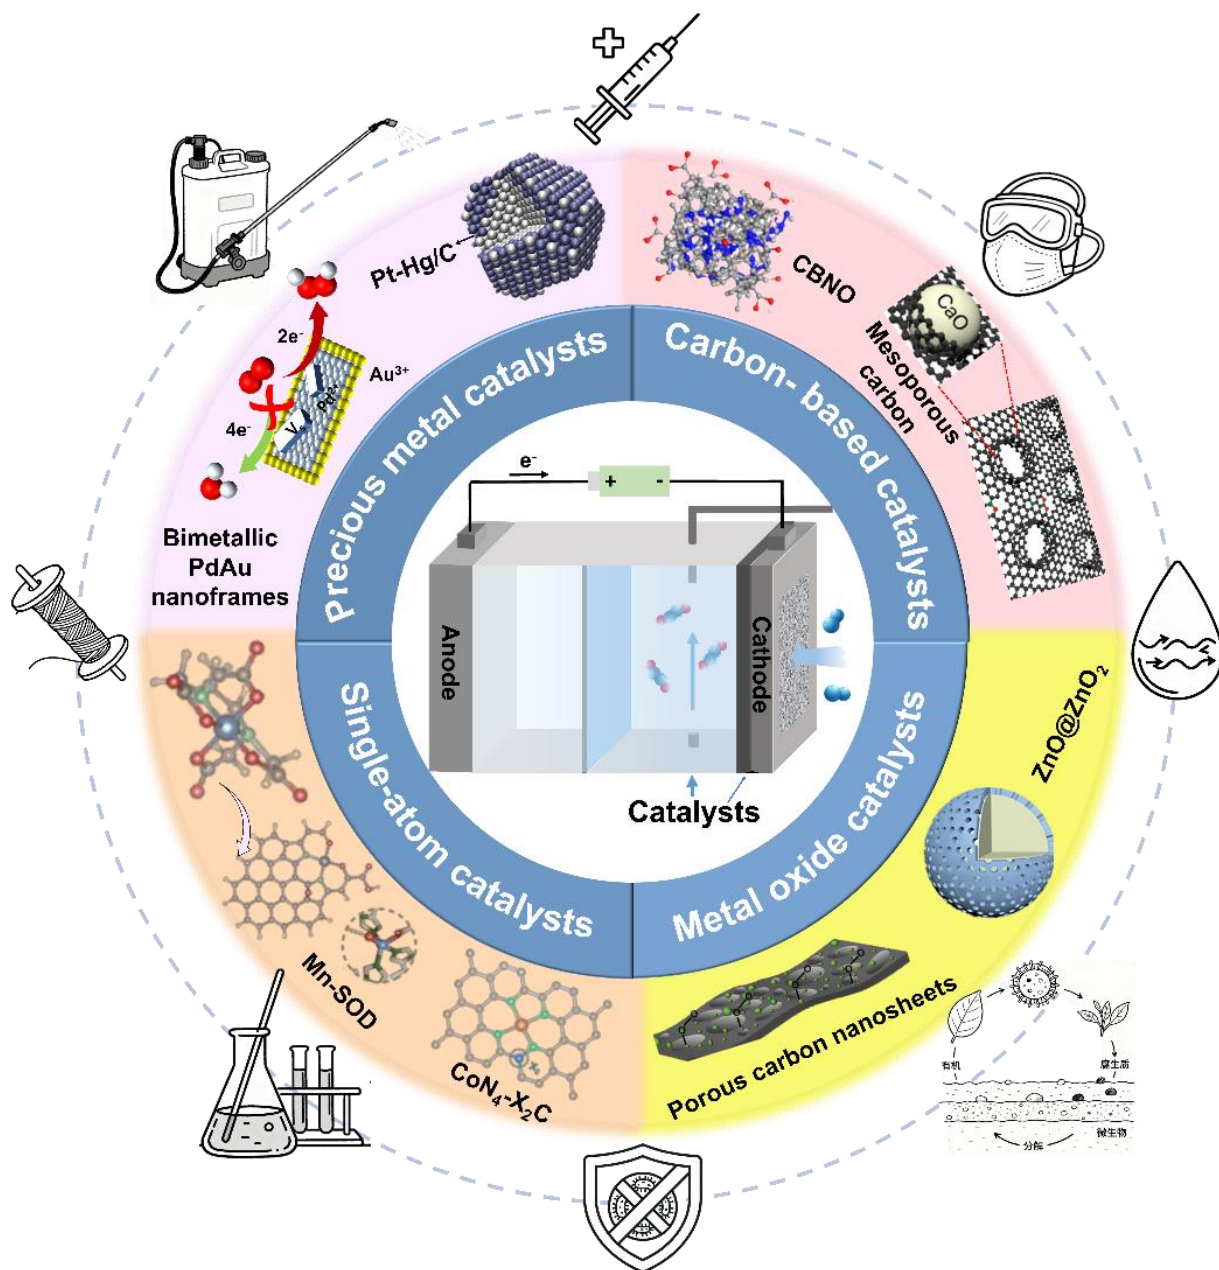 Pt-Hg/C
2e⁻
4e⁻
Au³⁺
Pd²⁺
Bimetallic
PdAu
nanoframes
Precious metal catalysts
CBNO
CaO
Mesoporous
carbon
Carbon- based catalysts
e⁻
+
-
Anode
Cathode
Catalysts
Single-atom catalysts
Mn-SOD
CoN₄-X₂C
Metal oxide catalysts
ZnO@ZnO₂
Porous carbon nanosheets
有机
腐生质
微生物
分解